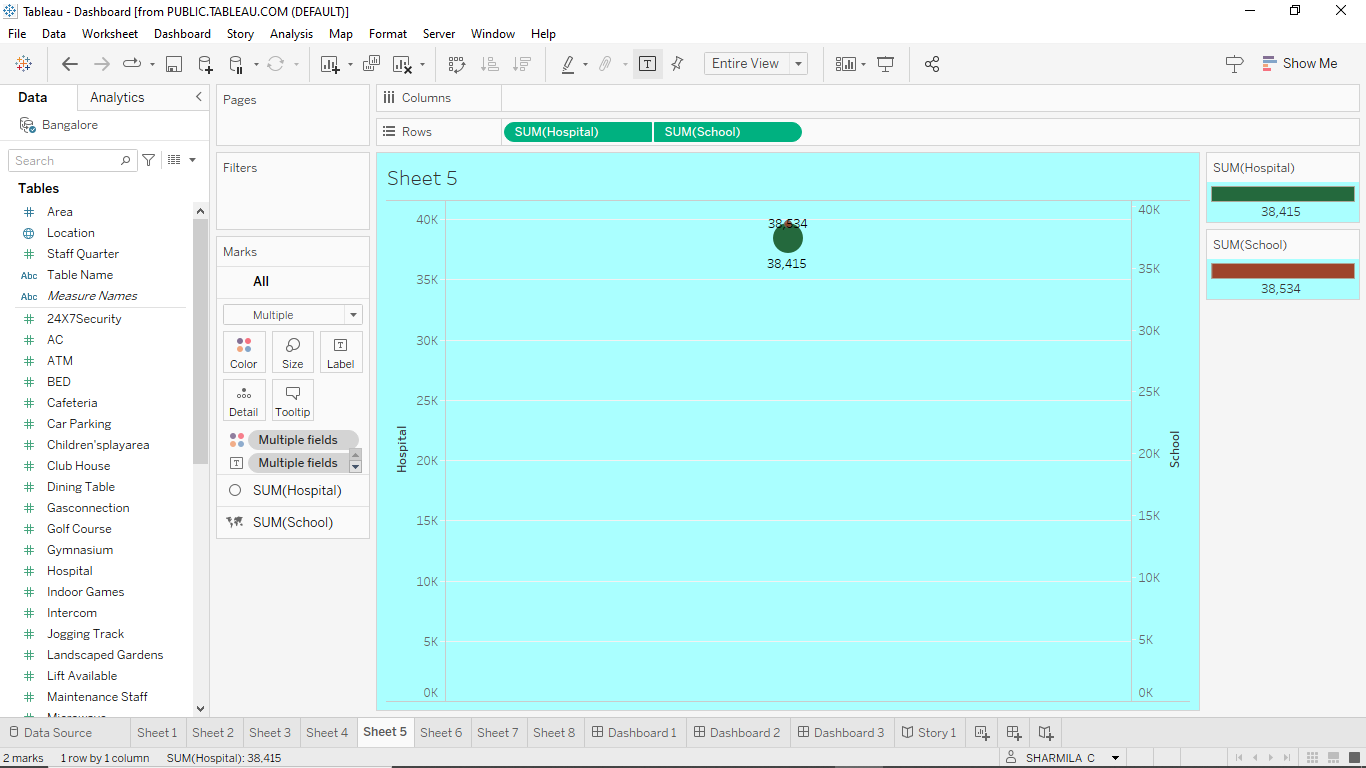 Tableau - Dashboard [from PUBLIC.TABLEAU.COM (DEFAULT)]
File Data Worksheet Dashboard Story Analysis Map Format Server Window Help
Entire View
Show Me
Data Analytics
Bangalore
Search
Tables
Area
Location
Staff Quarter
Abc Table Name
Abc Measure Names
24X7Security
AC
ATM
BED
Cafeteria
Car Parking
Children'splayarea
Club House
Dining Table
Gasconnection
Golf Course
Gymnasium
Hospital
Indoor Games
Intercom
Jogging Track
Landscaped Gardens
Lift Available
Maintenance Staff
Microwave
Pages
Filters
Marks
All
Multiple
Color Size Label
Detail Tooltip
Multiple fields
Multiple fields
SUM(Hospital)
SUM(School)
Columns
Rows SUM(Hospital) SUM(School)
Sheet 5
40K
35K
30K
25K
20K
15K
10K
5K
0K
Hospital
38,534
38,415
40K
35K
30K
25K
20K
15K
10K
5K
0K
School
SUM(Hospital)
38,415
SUM(School)
38,534
Data Source Sheet 1 Sheet 2 Sheet 3 Sheet 4 Sheet 5 Sheet 6 Sheet 7 Sheet 8 Dashboard 1 Dashboard 2 Dashboard 3 Story 1
2 marks 1 row by 1 column SUM(Hospital): 38,415 SHARMILA C